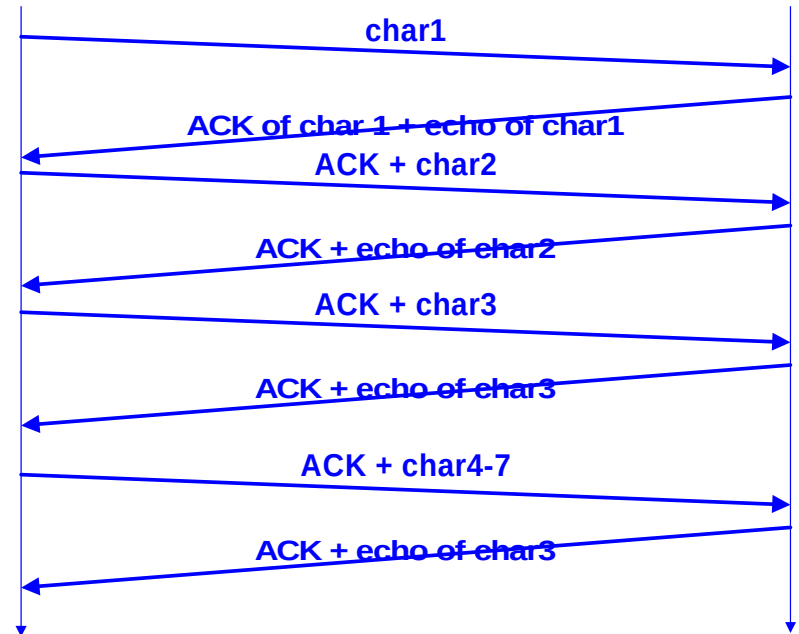 char1
ACK of char 1 + echo of char1
ACK + char2
ACK + echo of char2
ACK + char3
ACK + echo of char3
ACK + char4-7
ACK + echo of char3